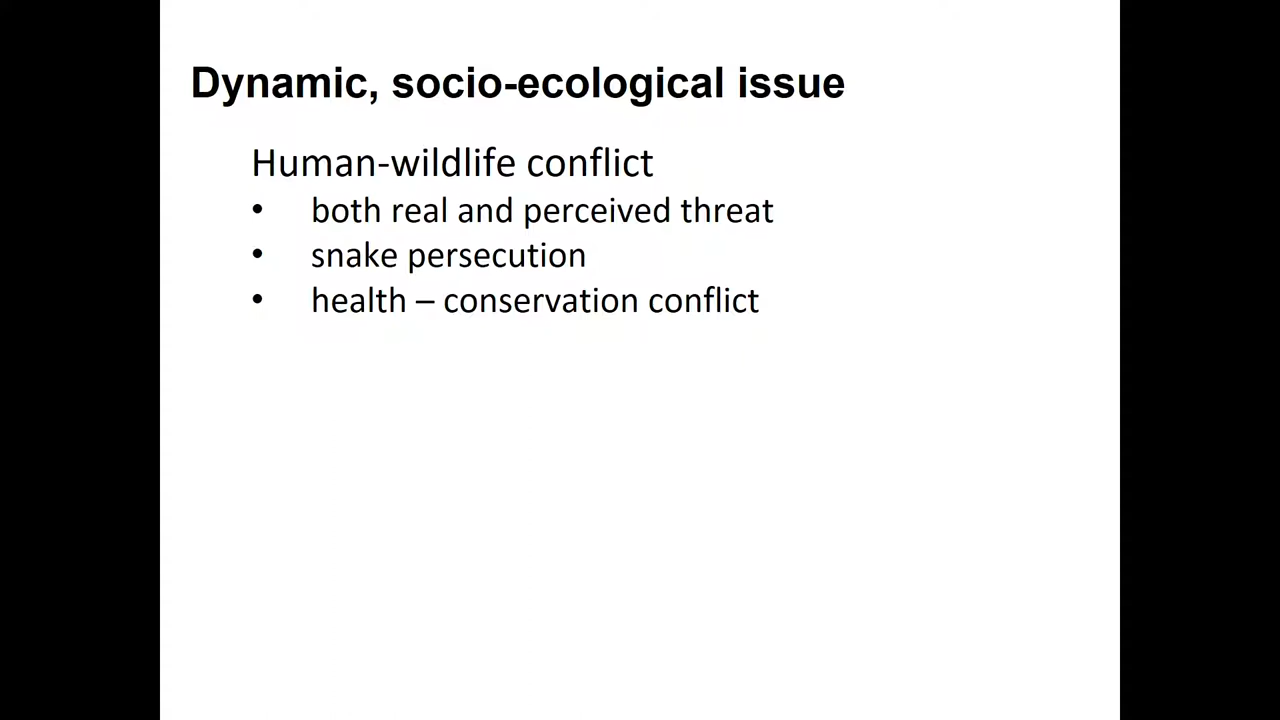 Dynamic, socio-ecological issue
Human-wildlife conflict
• both real and perceived threat
• snake persecution
• health – conservation conflict